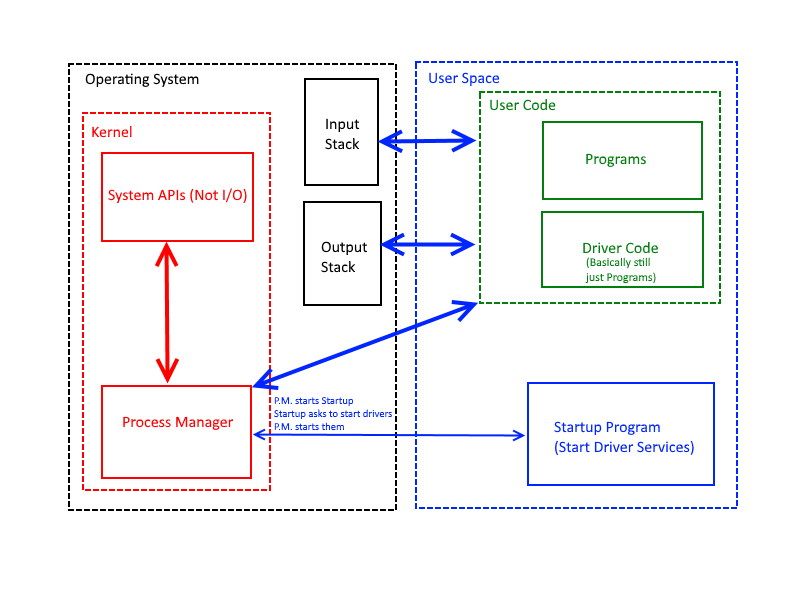 Operating System
Kernel
System APIs (Not I/O)
Process Manager
Input
Stack
Output
Stack
P.M. starts Startup
Startup asks to start drivers
P.M. starts them
User Space
User Code
Programs
Driver Code
(Basically still
just Programs)
Startup Program
(Start Driver Services)